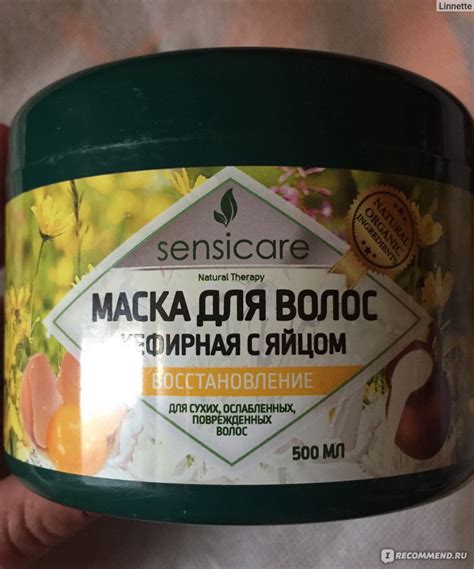 Linnette
sensicare
Natural Therapy
NATURAL
ORGANIC
INGREDIENTS
МАСКА ДЛЯ ВОЛОС
КЕФИРНАЯ С ЯЙЦОМ
ВОССТАНОВЛЕНИЕ
ДЛЯ СУХИХ, ОСЛАБЛЕННЫХ,
ПОВРЕЖДЕННЫХ
ВОЛОС
500 МЛ
IRECOMMEND.RU